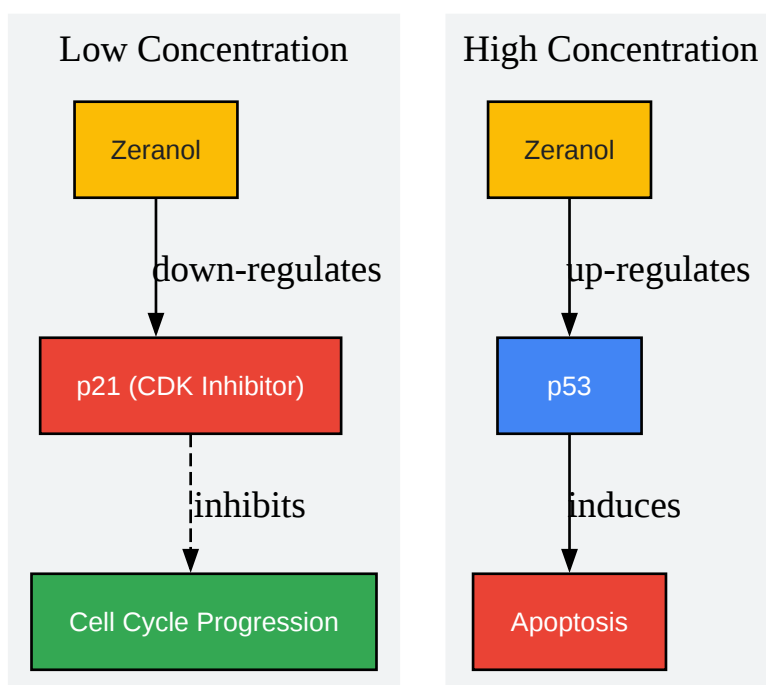 Low Concentration
Zeranol
down-regulates
p21 (CDK Inhibitor)
inhibits
Cell Cycle Progression
High Concentration
Zeranol
up-regulates
p53
induces
Apoptosis